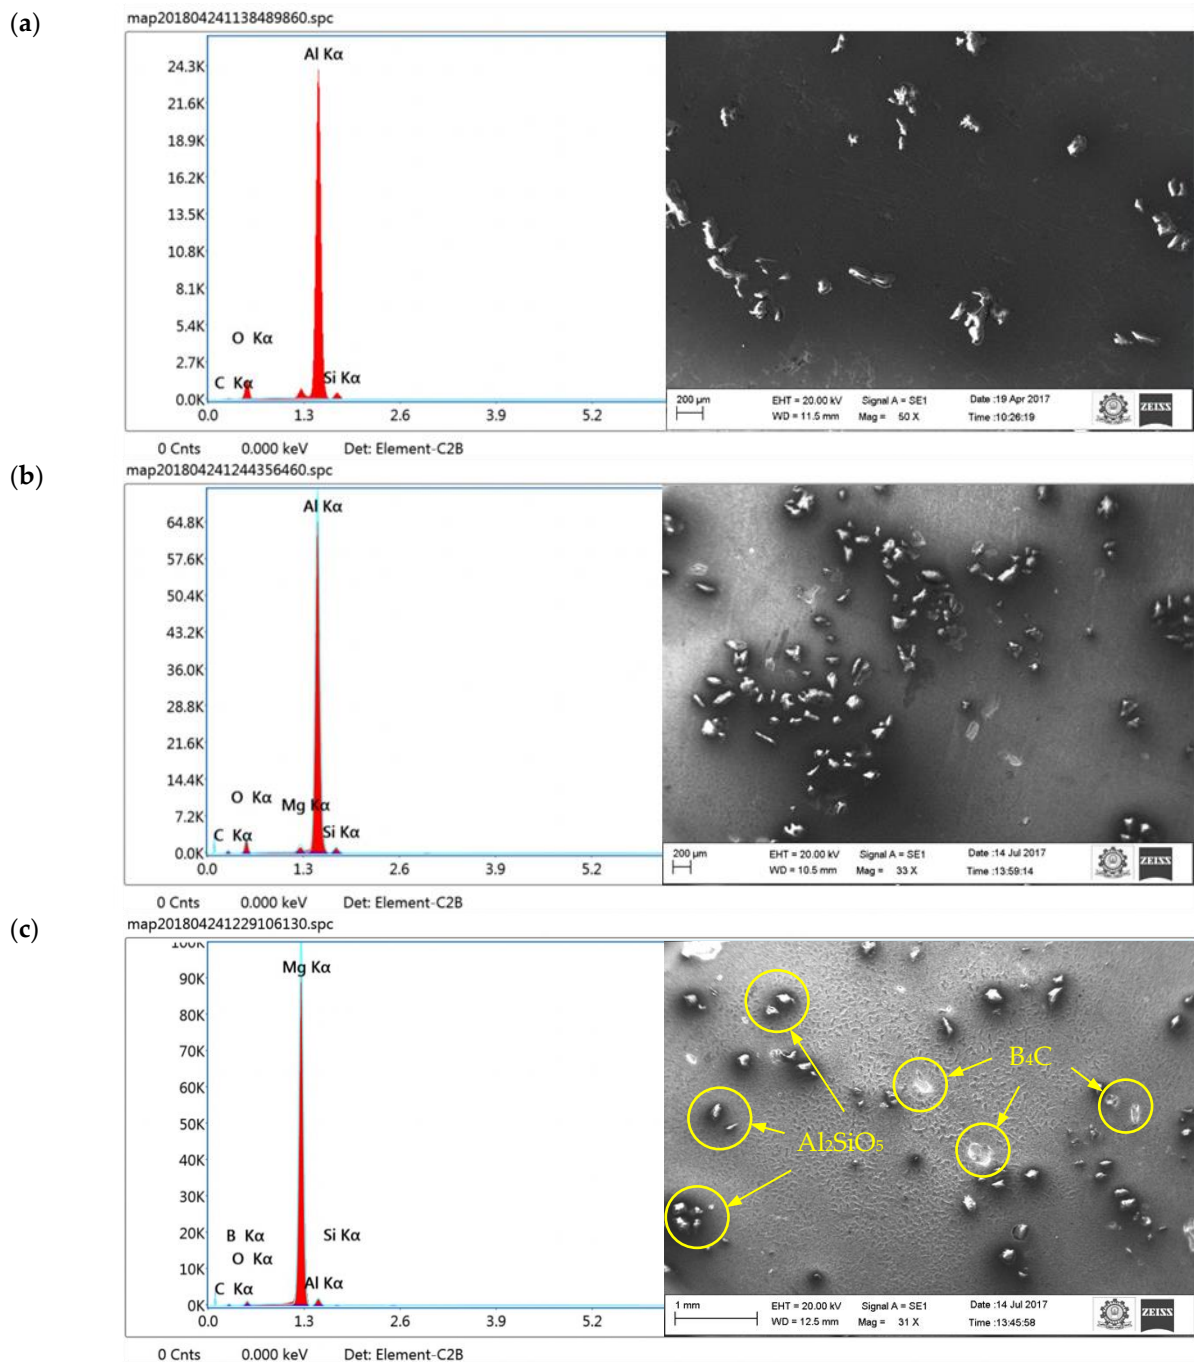 (a)
map201804241138489860.spc
Al Kα
24.3K
21.6K
18.9K
16.2K
13.5K
10.8K
8.1K
5.4K
2.7K
0.0K
O Kα
C Kα
Si Kα
0.0 1.3 2.6 3.9 5.2
0 Cnts 0.000 keV Det: Element-C2B
200 µm EHT = 20.00 kV Signal A = SE1 Date :19 Apr 2017
WD = 11.5 mm Mag = 50 X Time :10:26:19
ZEISS
(b)
map201804241244356460.spc
Al Kα
64.8K
57.6K
50.4K
43.2K
36.0K
28.8K
21.6K
14.4K
7.2K
0.0K
O Kα
Mg Kα
C Kα
Si Kα
0.0 1.3 2.6 3.9 5.2
0 Cnts 0.000 keV Det: Element-C2B
200 µm EHT = 20.00 kV Signal A = SE1 Date :14 Jul 2017
WD = 10.5 mm Mag = 33 X Time :13:59:14
ZEISS
(c)
map201804241229106130.spc
100K
90K
80K
70K
60K
50K
40K
30K
20K
10K
0K
Mg Kα
B Kα
Si Kα
O Kα
C Kα
Al Kα
0.0 1.3 2.6 3.9 5.2
0 Cnts 0.000 keV Det: Element-C2B
B₄C
Al₂SiO₅
1 mm EHT = 20.00 kV Signal A = SE1 Date :14 Jul 2017
WD = 12.5 mm Mag = 31 X Time :13:45:58
ZEISS